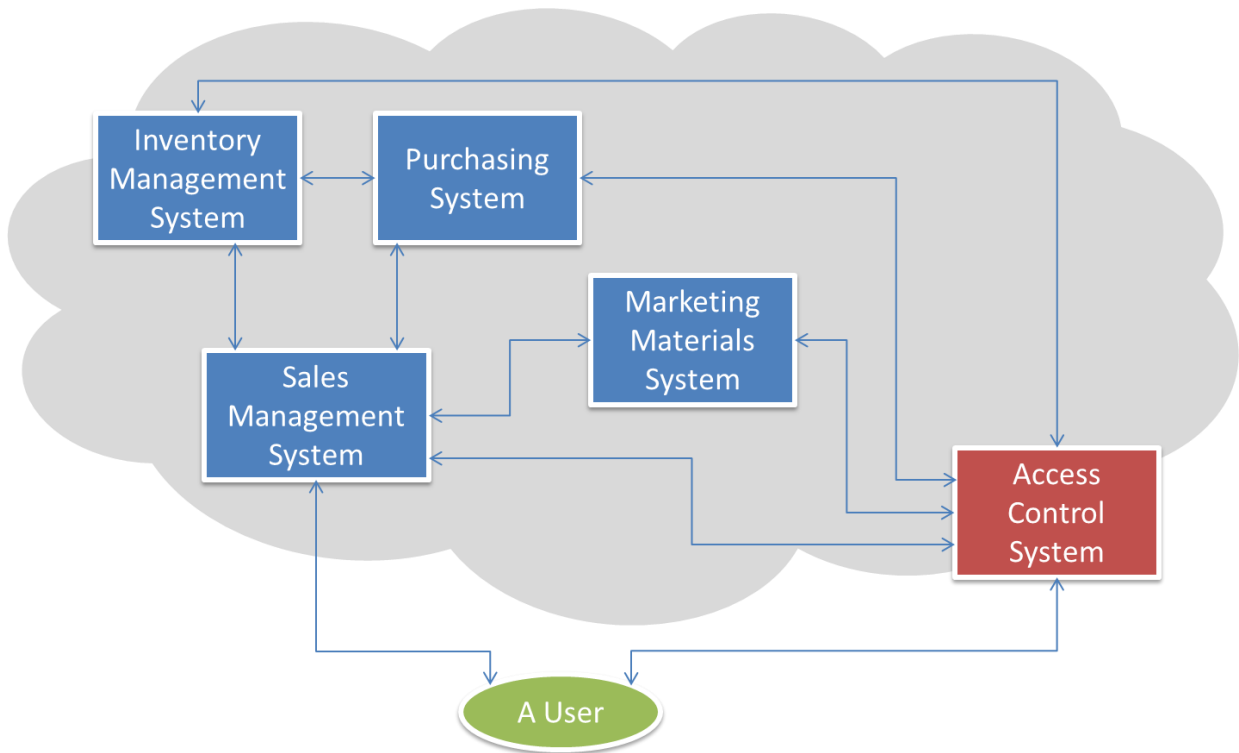 Inventory
Management
System
Purchasing
System
Marketing
Materials
System
Sales
Management
System
Access
Control
System
A User